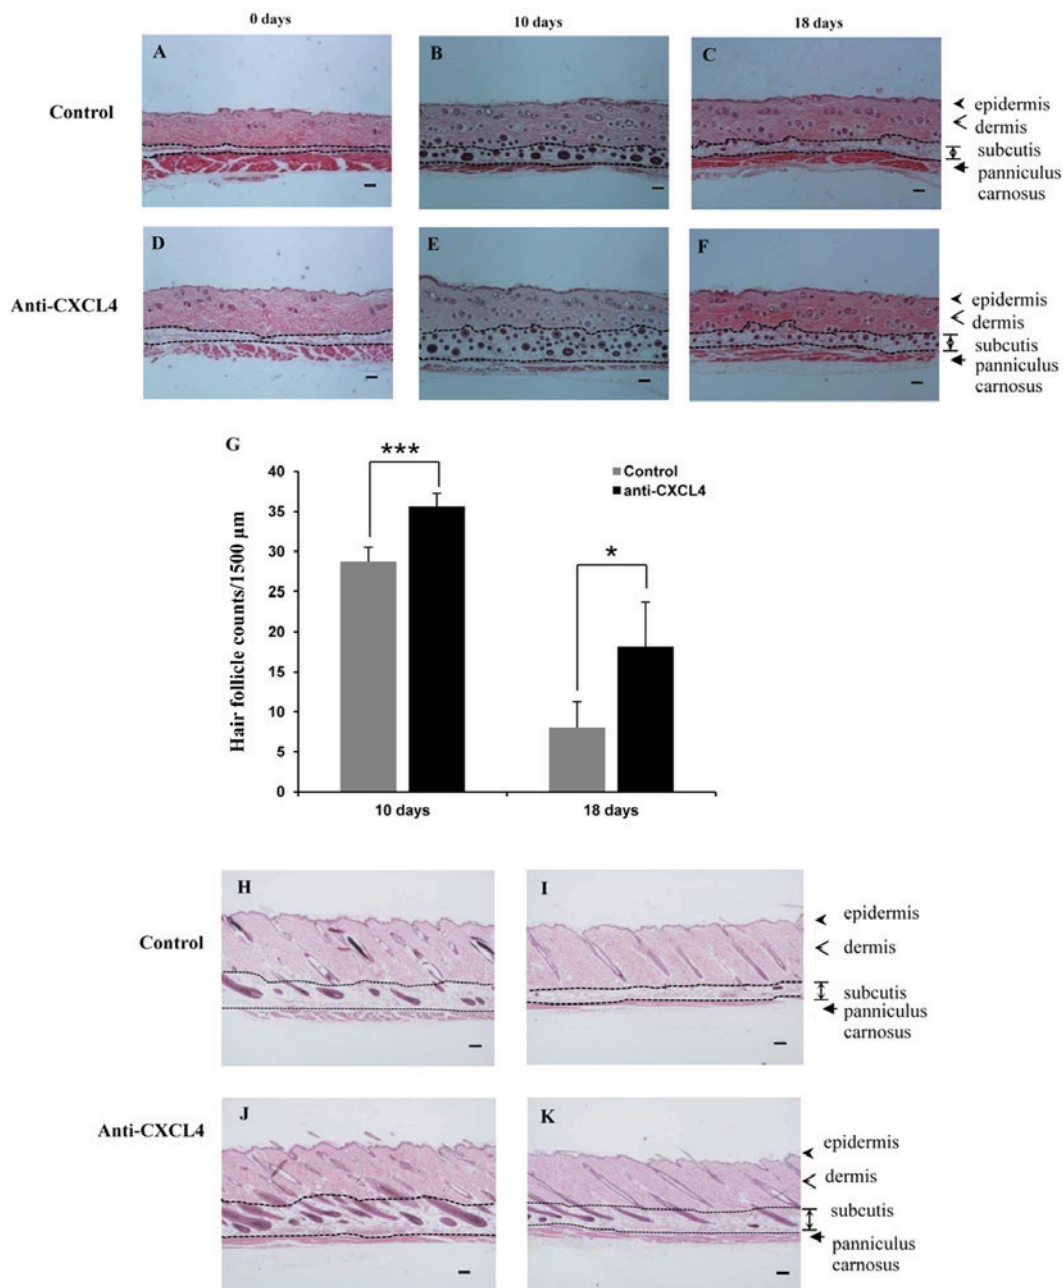 0 days
10 days
18 days
A
B
C
Control
epidermis
dermis
subcutis
panniculus
carnosus
D
E
F
Anti-CXCL4
epidermis
dermis
subcutis
panniculus
carnosus
G
***
*
Control
anti-CXCL4
Hair follicle counts/1500 µm
40
35
30
25
20
15
10
5
0
10 days
18 days
H
I
Control
epidermis
dermis
subcutis
panniculus
carnosus
J
K
Anti-CXCL4
epidermis
dermis
subcutis
panniculus
carnosus